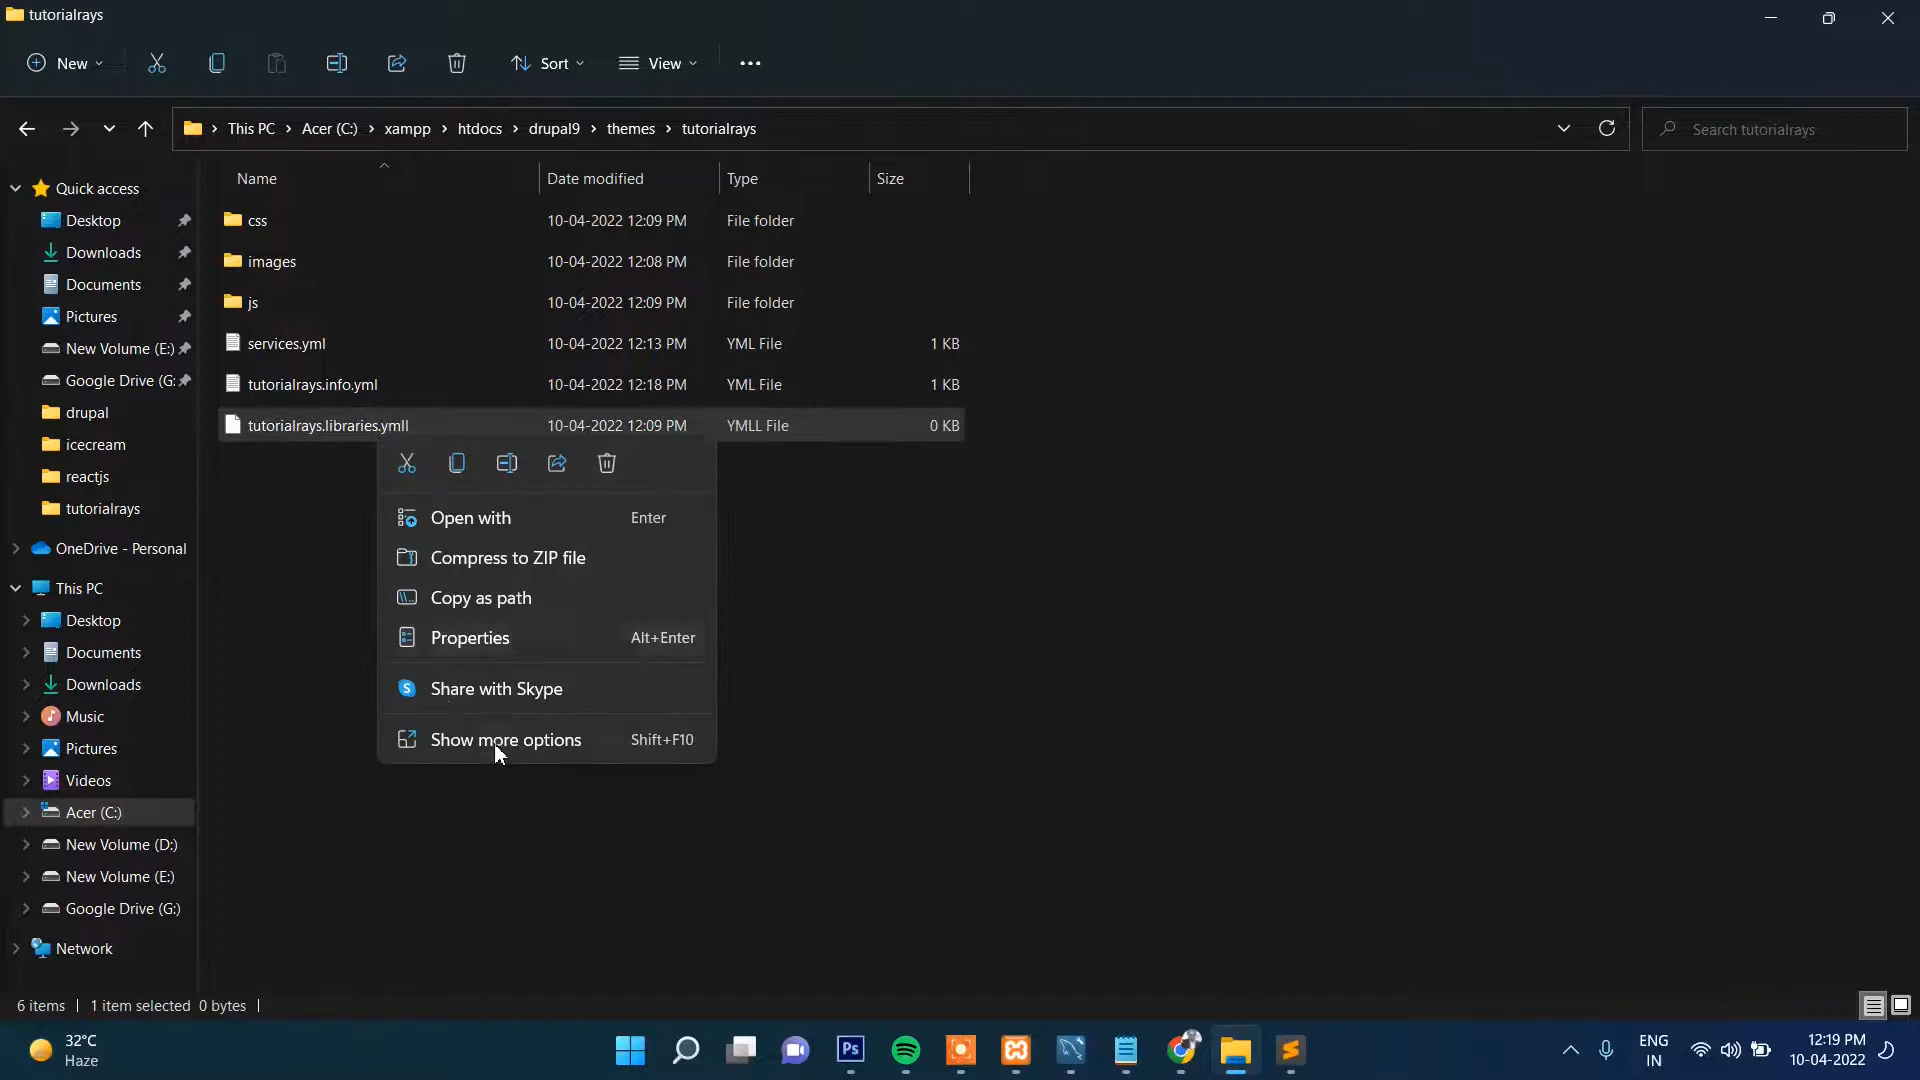 tutorialrays
New
Sort
View
This PC > Acer (C:) > xampp > htdocs > drupal9 > themes > tutorialrays
Search tutorialrays
Name Date modified Type Size
Quick access
Desktop
Downloads
Documents
Pictures
New Volume (E:)
Google Drive (G:
drupal
icecream
reactjs
tutorialrays
OneDrive - Personal
This PC
Desktop
Documents
Downloads
Music
Pictures
Videos
Acer (C:)
New Volume (D:)
New Volume (E:)
Google Drive (G:)
Network
css 10-04-2022 12:09 PM File folder
images 10-04-2022 12:08 PM File folder
js 10-04-2022 12:09 PM File folder
services.yml 10-04-2022 12:13 PM YML File 1 KB
tutorialrays.info.yml 10-04-2022 12:18 PM YML File 1 KB
tutorialrays.libraries.ymll 10-04-2022 12:09 PM YMLL File 0 KB
Open with Enter
Compress to ZIP file
Copy as path
Properties Alt+Enter
Share with Skype
Show more options Shift+F10
6 items | 1 item selected 0 bytes |
32°C
Haze
Ps
ENG
IN
12:19 PM
10-04-2022